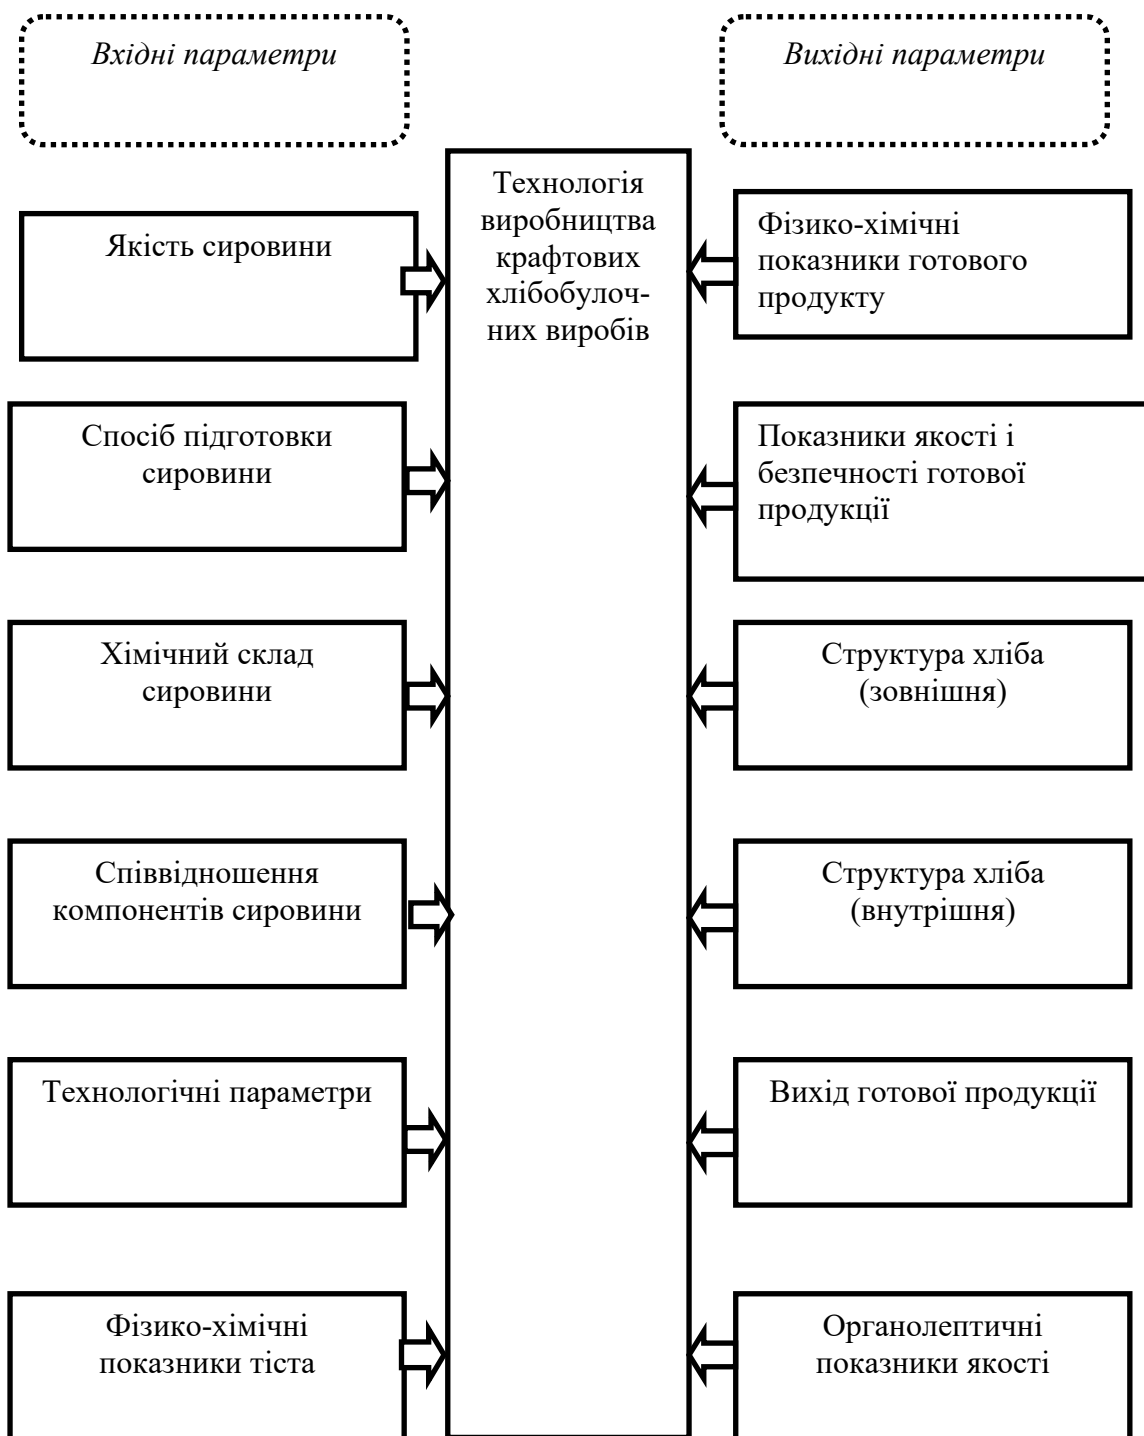 Вхідні параметри
Вихідні параметри
Технологія
виробництва
крафтових
хлібобулоч-
них виробів
Якість сировини
Фізико-хімічні
показники готового
продукту
Спосіб підготовки
сировини
Показники якості і
безпечності готової
продукції
Хімічний склад
сировини
Структура хліба
(зовнішня)
Співвідношення
компонентів сировини
Структура хліба
(внутрішня)
Технологічні параметри
Вихід готової продукції
Фізико-хімічні
показники тіста
Органолептичні
показники якості